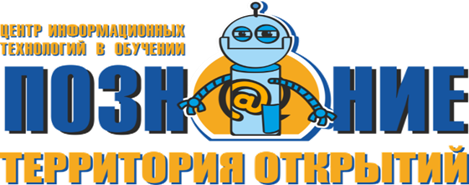 ЦЕНТР ИНФОРМАЦИОННЫХ
ТЕХНОЛОГИЙ В ОБУЧЕНИИ
ПОЗН@НИЕ
ТЕРРИТОРИЯ ОТКРЫТИЙ